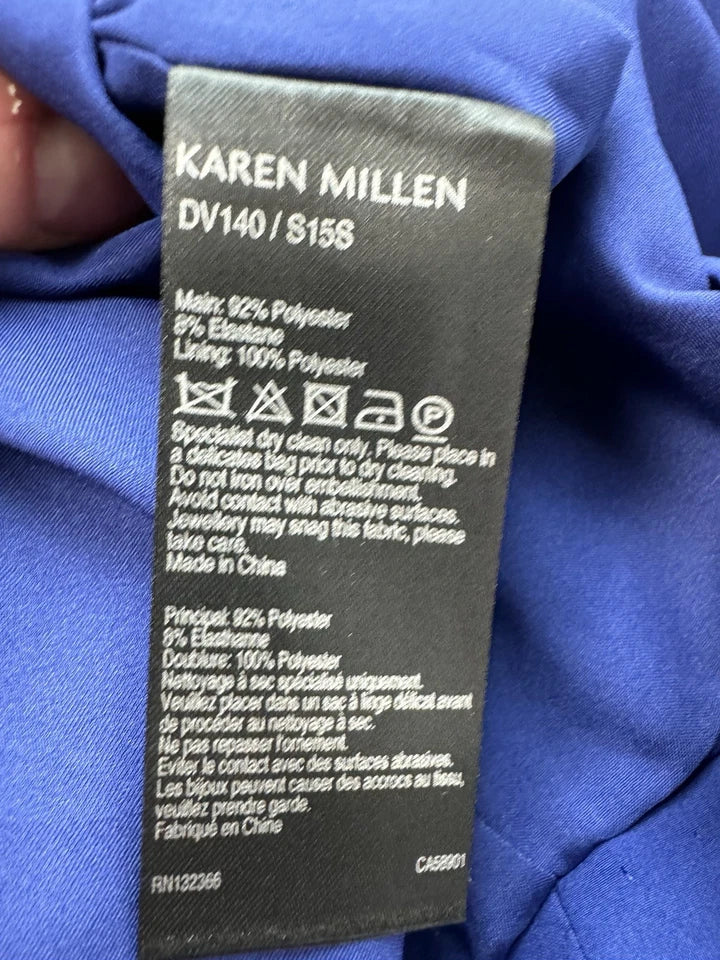 KAREN MILLEN
DV140 / S15S
Main: 92% Polyester
8% Elastane
Lining: 100% Polyester
P
Specialist dry clean only. Please place in
a delicates bag prior to dry cleaning.
Do not iron over embellishment.
Avoid contact with abrasive surfaces.
Jewellery may snag this fabric, please
take care.
Made in China
Principal: 92% Polyester
8% Elasthanne
Doublure: 100% Polyester
Nettoyage à sec spécialisé uniquement.
Veuillez placer dans un sac à linge délicat avant
de procéder au nettoyage à sec.
Ne pas repasser l'ornement.
Eviter le contact avec des surfaces abrasives.
Les bijoux peuvent causer des accrocs au tissu,
veuillez prendre garde.
Fabriqué en Chine
RN132366
CA58901